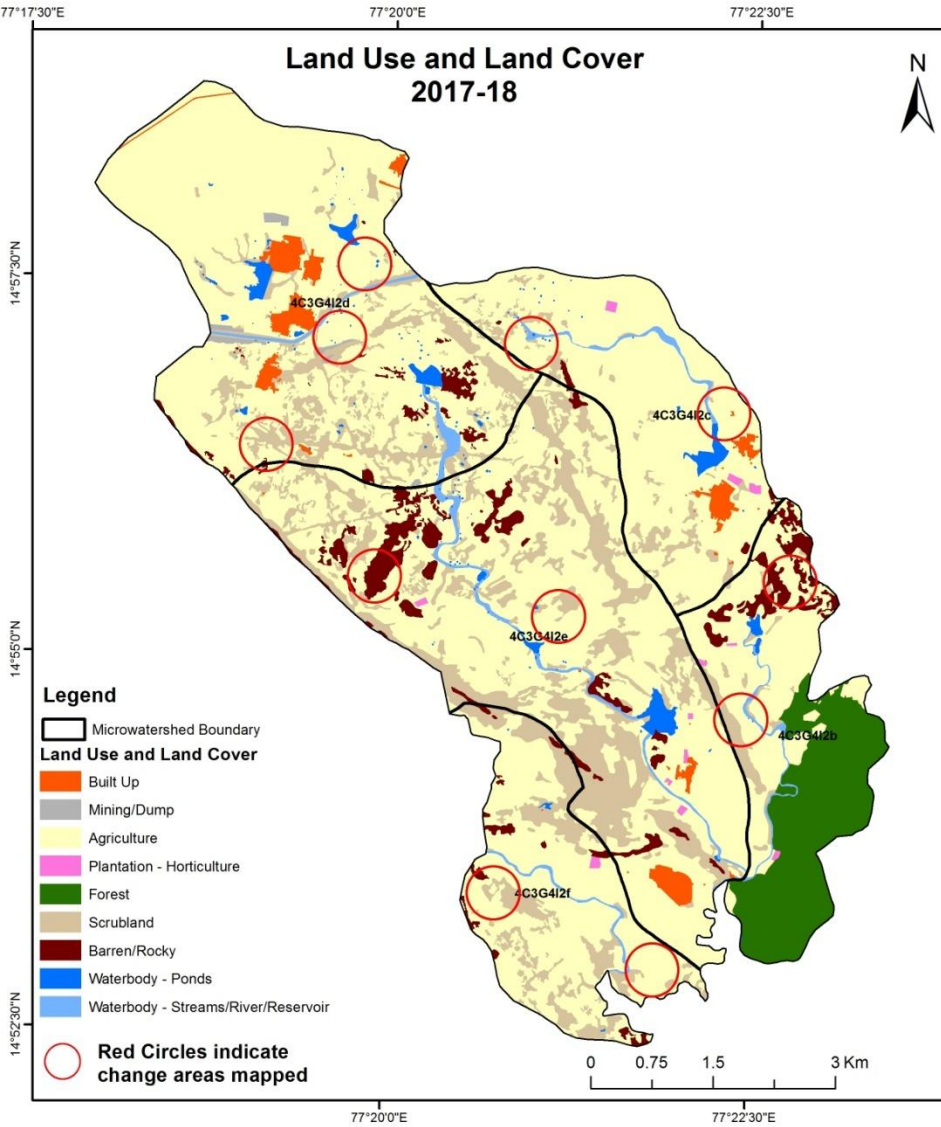 77°17'30"E
77°20'0"E
77°22'30"E
Land Use and Land Cover
2017-18
N
14°57'30"N
4C3G4I2d
4C3G4I2c
4C3G4I2e
14°55'0"N
4C3G4I2b
4C3G4I2f
14°52'30"N
Legend
Microwatershed Boundary
Land Use and Land Cover
Built Up
Mining/Dump
Agriculture
Plantation - Horticulture
Forest
Scrubland
Barren/Rocky
Waterbody - Ponds
Waterbody - Streams/River/Reservoir
Red Circles indicate
change areas mapped
0 0.75 1.5 3 Km
77°20'0"E
77°22'30"E